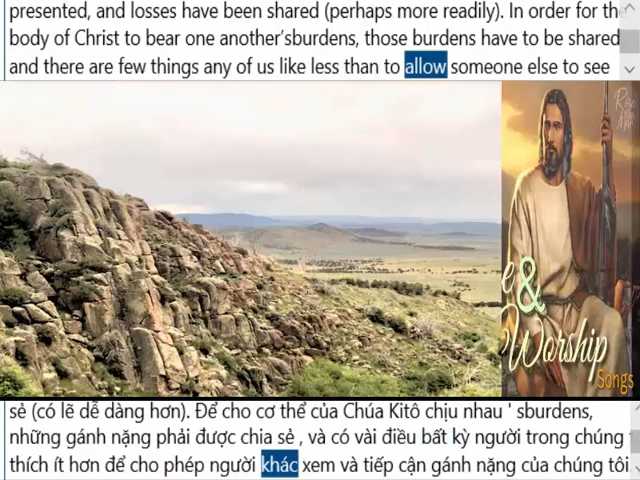 presented, and losses have been shared (perhaps more readily). In order for the
body of Christ to bear one another'sburdens, those burdens have to be shared
and there are few things any of us like less than to allow someone else to see
e &
Worship
Songs
sẻ (có lẽ dễ dàng hơn). Để cho cơ thể của Chúa Kitô chịu nhau ' sburdens,
những gánh nặng phải được chia sẻ , và có vài điều bất kỳ người trong chúng
thích ít hơn để cho phép người khác xem và tiếp cận gánh nặng của chúng tôi